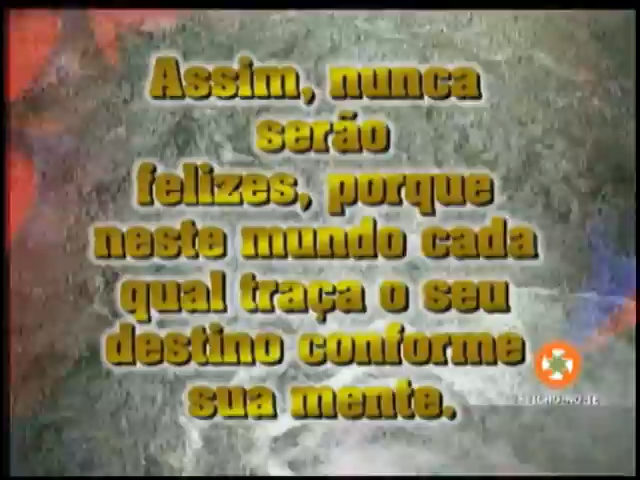 Assim, nunca
serão
felizes, porque
neste mundo cada
qual traça o seu
destino conforme
sua mente.